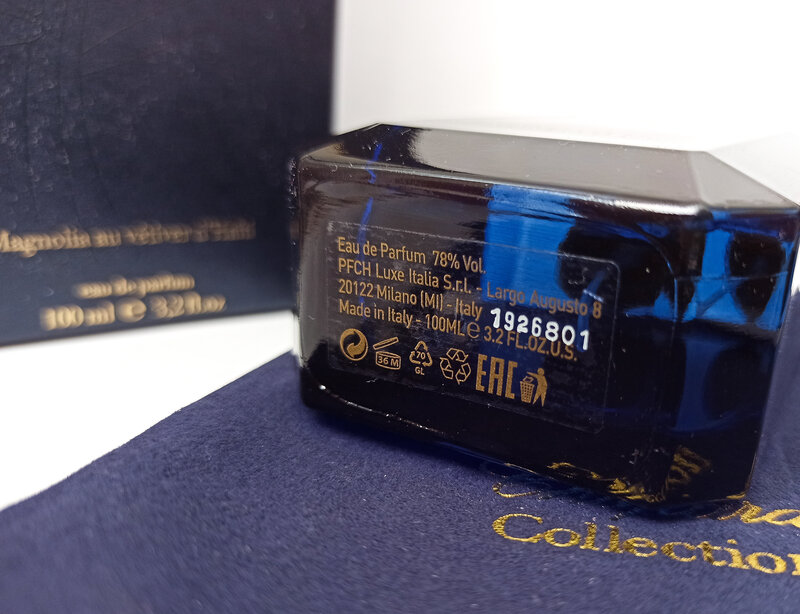 Magnolia au vétiver d'Haïti
eau de parfum
100 ml e 3.2 fl oz
Eau de Parfum 78% Vol.
PFCH Luxe Italia S.r.l. - Largo Augusto 8
20122 Milano (MI) - Italy
Made in Italy - 100ML e 3.2 FL.OZ.U.S.
1926801
36 M
70
GL
EAC
Collection